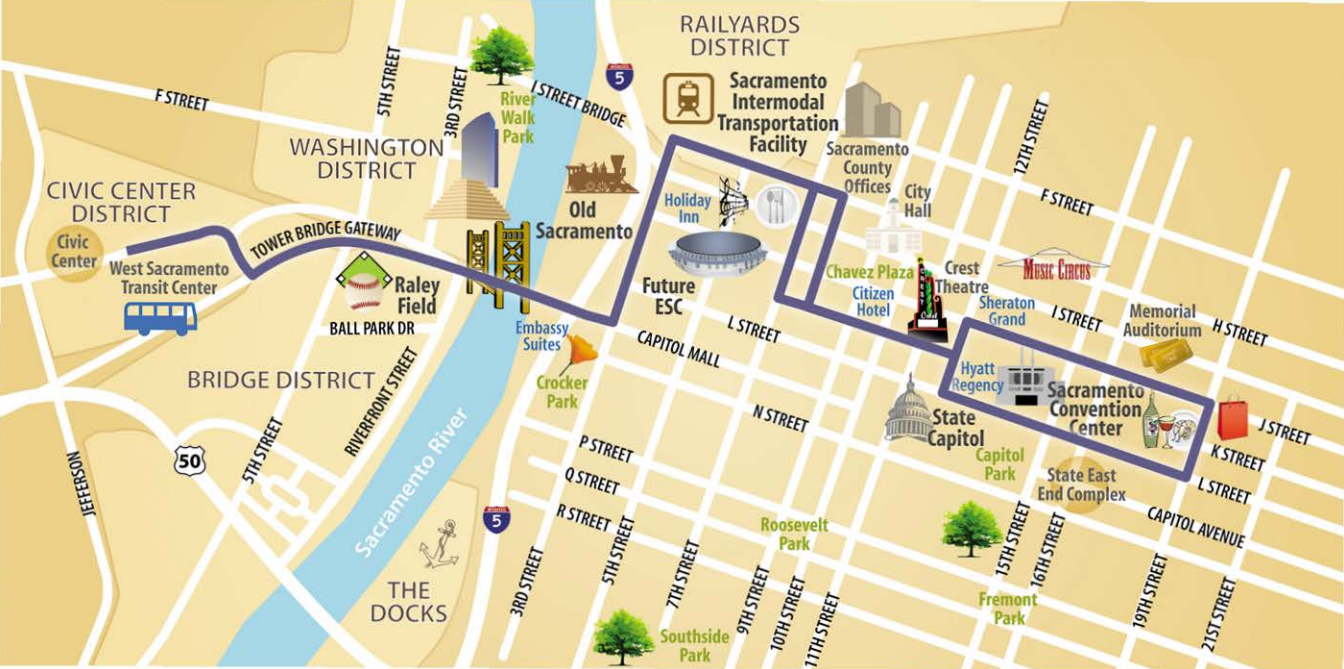 RAILYARDS
DISTRICT
5
Sacramento
Intermodal
Transportation
Facility
F STREET
5TH STREET
3RD STREET
River
Walk
Park
I STREET BRIDGE
WASHINGTON
DISTRICT
Sacramento
County
Offices
12TH STREET
F STREET
CIVIC CENTER
DISTRICT
Civic
Center
West Sacramento
Transit Center
TOWER BRIDGE GATEWAY
Old
Sacramento
Holiday
Inn
City
Hall
Raley
Field
BALL PARK DR
Future
ESC
Chavez Plaza
Citizen
Hotel
CREST
Crest
Theatre
MUSIC CIRCUS
Sheraton
Grand
I STREET
Memorial
Auditorium
H STREET
Embassy
Suites
L STREET
CAPITOL MALL
Crocker
Park
BRIDGE DISTRICT
RIVERFRONT STREET
5TH STREET
Hyatt
Regency
Sacramento
Convention
Center
State
Capitol
Capitol
Park
N STREET
J STREET
K STREET
L STREET
State East
End Complex
CAPITOL AVENUE
50
JEFFERSON
Sacramento River
P STREET
Q STREET
R STREET
5
Roosevelt
Park
THE
DOCKS
3RD STREET
5TH STREET
7TH STREET
9TH STREET
10TH STREET
11TH STREET
15TH STREET
16TH STREET
19TH STREET
21ST STREET
Fremont
Park
Southside
Park